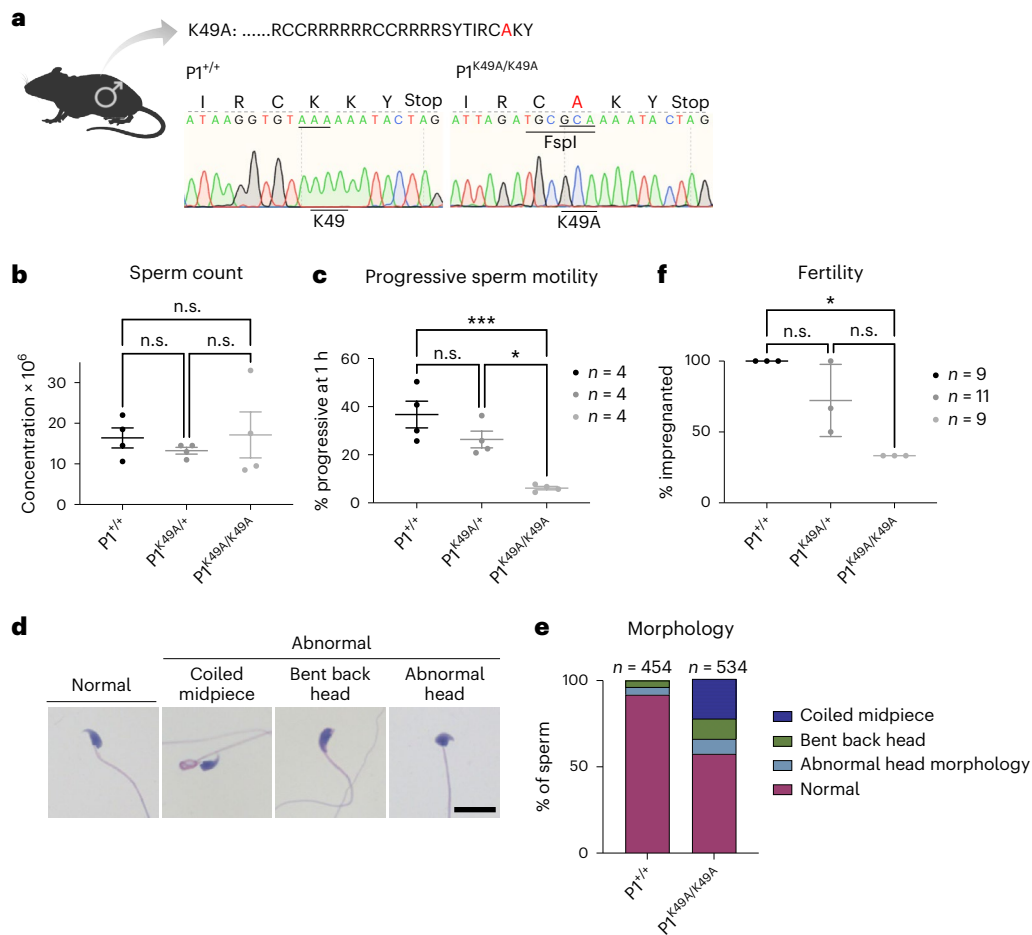 a
K49A: ......RCCRRRRRRRCCRRRRSYTIRCAKY
P1+/+
I R C K K Y Stop
A T A A G G T G T A A A A A A T A C T A G
K49
P1K49A/K49A
I R C A K Y Stop
A T T A G A T G C G C A A A A T A C T A G
FspI
K49A
b
Sperm count
n.s.
n.s.
n.s.
Concentration × 10⁶
30
20
10
0
P1+/+
P1K49A/+
P1K49A/K49A
c
Progressive sperm motility
***
n.s.
*
% progressive at 1 h
60
40
20
0
n = 4
n = 4
n = 4
P1+/+
P1K49A/+
P1K49A/K49A
f
Fertility
*
n.s.
n.s.
% impregnanted
100
50
0
n = 9
n = 11
n = 9
P1+/+
P1K49A/+
P1K49A/K49A
d
Abnormal
Normal
Coiled
midpiece
Bent back
head
Abnormal
head
e
Morphology
n = 454
n = 534
% of sperm
100
50
0
P1+/+
P1K49A/K49A
Coiled midpiece
Bent back head
Abnormal head morphology
Normal